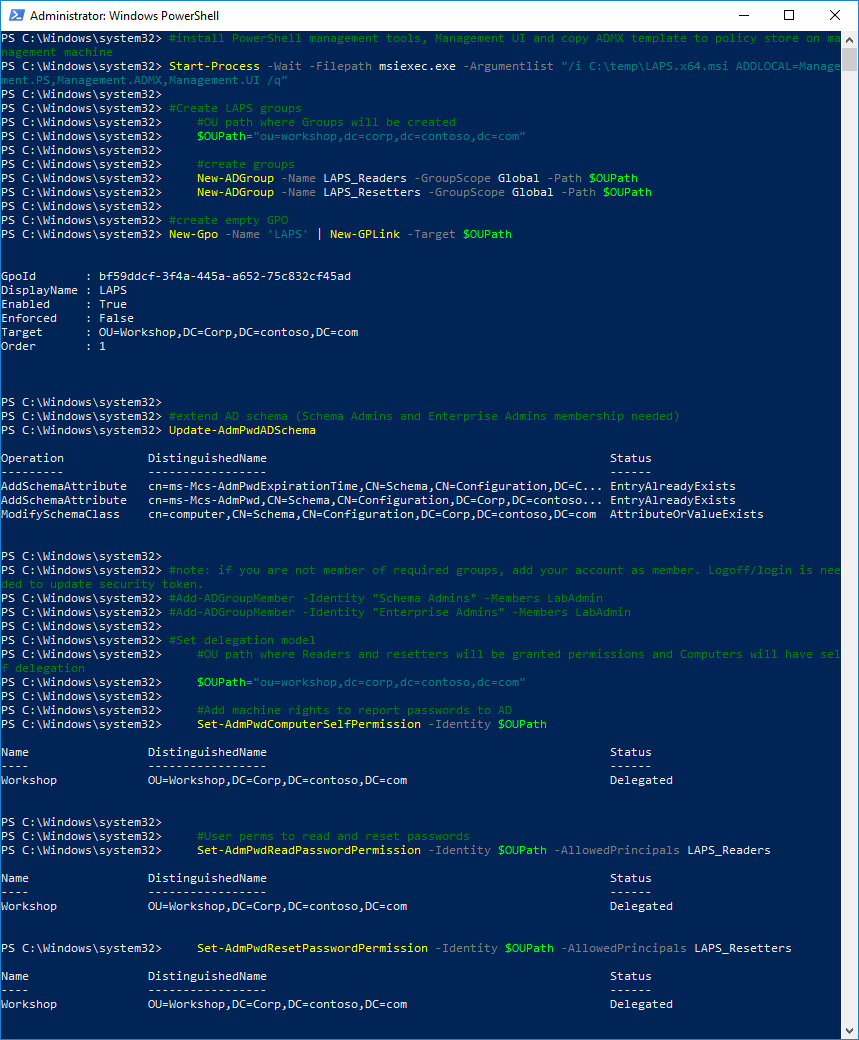 Administrator: Windows PowerShell
PS C:\Windows\system32> #install PowerShell management tools, Management UI and copy ADMX template to policy store on ma
nagement machine
PS C:\Windows\system32> Start-Process -Wait -Filepath msiexec.exe -Argumentlist "/i C:\temp\LAPS.x64.msi ADDLOCAL=Manage
ment.PS,Management.ADMX,Management.UI /q"
PS C:\Windows\system32>
PS C:\Windows\system32> #Create LAPS groups
PS C:\Windows\system32>     #OU path where Groups will be created
PS C:\Windows\system32>     $OUPath="ou=workshop,dc=corp,dc=contoso,dc=com"
PS C:\Windows\system32>
PS C:\Windows\system32>     #create groups
PS C:\Windows\system32>     New-ADGroup -Name LAPS_Readers -GroupScope Global -Path $OUPath
PS C:\Windows\system32>     New-ADGroup -Name LAPS_Resetters -GroupScope Global -Path $OUPath
PS C:\Windows\system32>
PS C:\Windows\system32> #create empty GPO
PS C:\Windows\system32> New-Gpo -Name 'LAPS' | New-GPLink -Target $OUPath
GpoId       : bf59ddcf-3f4a-445a-a652-75c832cf45ad
DisplayName : LAPS
Enabled     : True
Enforced    : False
Target      : OU=Workshop,DC=Corp,DC=contoso,DC=com
Order       : 1
PS C:\Windows\system32>
PS C:\Windows\system32> #extend AD schema (Schema Admins and Enterprise Admins membership needed)
PS C:\Windows\system32> Update-AdmPwdADSchema
Operation            DistinguishedName                                                 Status
---------            -----------------                                                 ------
AddSchemaAttribute   cn=ms-Mcs-AdmPwdExpirationTime,CN=Schema,CN=Configuration,DC=C... EntryAlreadyExists
AddSchemaAttribute   cn=ms-Mcs-AdmPwd,CN=Schema,CN=Configuration,DC=Corp,DC=contoso... EntryAlreadyExists
ModifySchemaClass    cn=computer,CN=Schema,CN=Configuration,DC=Corp,DC=contoso,DC=com  AttributeOrValueExists
PS C:\Windows\system32>
PS C:\Windows\system32> #note: if you are not member of required groups, add your account as member. Logoff/login is nee
ded to update security token.
PS C:\Windows\system32> #Add-ADGroupMember -Identity "Schema Admins" -Members LabAdmin
PS C:\Windows\system32> #Add-ADGroupMember -Identity "Enterprise Admins" -Members LabAdmin
PS C:\Windows\system32>
PS C:\Windows\system32> #Set delegation model
PS C:\Windows\system32>     #OU path where Readers and resetters will be granted permissions and Computers will have sel
f delegation
PS C:\Windows\system32>     $OUPath="ou=workshop,dc=corp,dc=contoso,dc=com"
PS C:\Windows\system32>
PS C:\Windows\system32>     #Add machine rights to report passwords to AD
PS C:\Windows\system32>     Set-AdmPwdComputerSelfPermission -Identity $OUPath
Name                 DistinguishedName                                                 Status
----                 -----------------                                                 ------
Workshop             OU=Workshop,DC=Corp,DC=contoso,DC=com                             Delegated
PS C:\Windows\system32>
PS C:\Windows\system32>     #User perms to read and reset passwords
PS C:\Windows\system32>     Set-AdmPwdReadPasswordPermission -Identity $OUPath -AllowedPrincipals LAPS_Readers
Name                 DistinguishedName                                                 Status
----                 -----------------                                                 ------
Workshop             OU=Workshop,DC=Corp,DC=contoso,DC=com                             Delegated
PS C:\Windows\system32>     Set-AdmPwdResetPasswordPermission -Identity $OUPath -AllowedPrincipals LAPS_Resetters
Name                 DistinguishedName                                                 Status
----                 -----------------                                                 ------
Workshop             OU=Workshop,DC=Corp,DC=contoso,DC=com                             Delegated